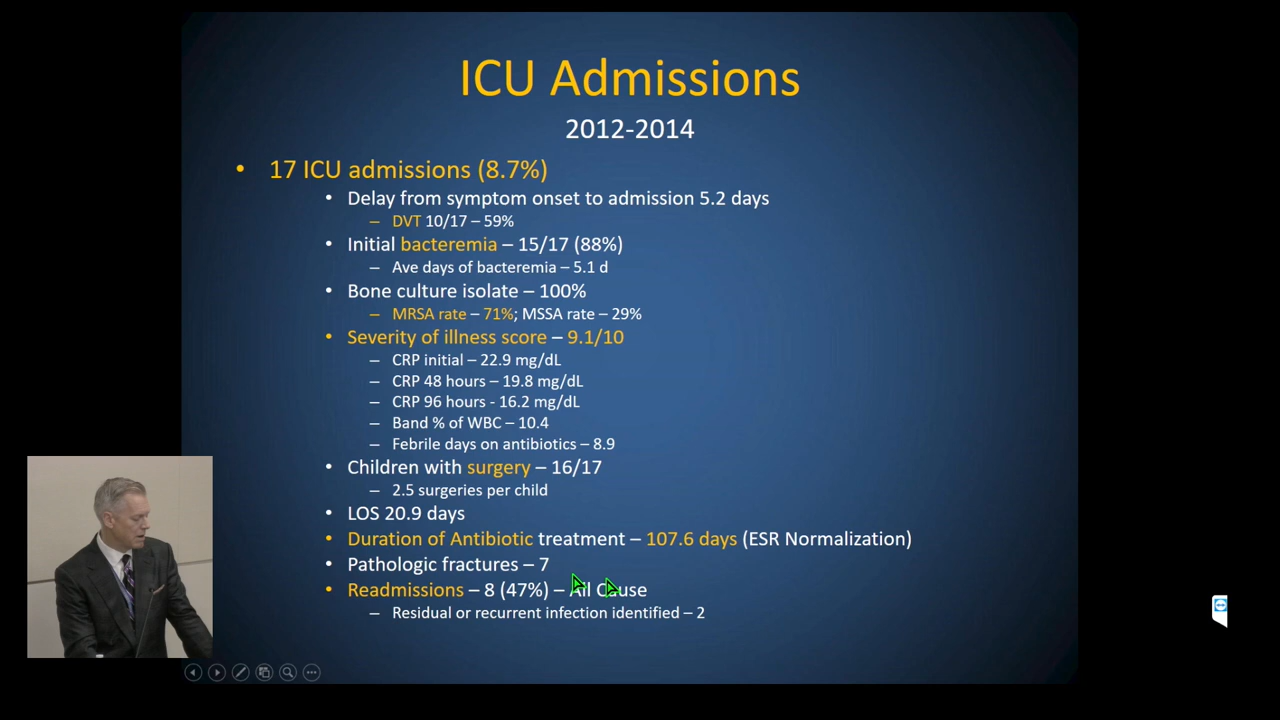 ICU Admissions
2012-2014
• 17 ICU admissions (8.7%)
• Delay from symptom onset to admission 5.2 days
– DVT 10/17 – 59%
• Initial bacteremia – 15/17 (88%)
– Ave days of bacteremia – 5.1 d
• Bone culture isolate – 100%
– MRSA rate – 71%; MSSA rate – 29%
• Severity of illness score – 9.1/10
– CRP initial – 22.9 mg/dL
– CRP 48 hours – 19.8 mg/dL
– CRP 96 hours - 16.2 mg/dL
– Band % of WBC – 10.4
– Febrile days on antibiotics – 8.9
• Children with surgery – 16/17
– 2.5 surgeries per child
• LOS 20.9 days
• Duration of Antibiotic treatment – 107.6 days (ESR Normalization)
• Pathologic fractures – 7
• Readmissions – 8 (47%) – All Cause
– Residual or recurrent infection identified – 2